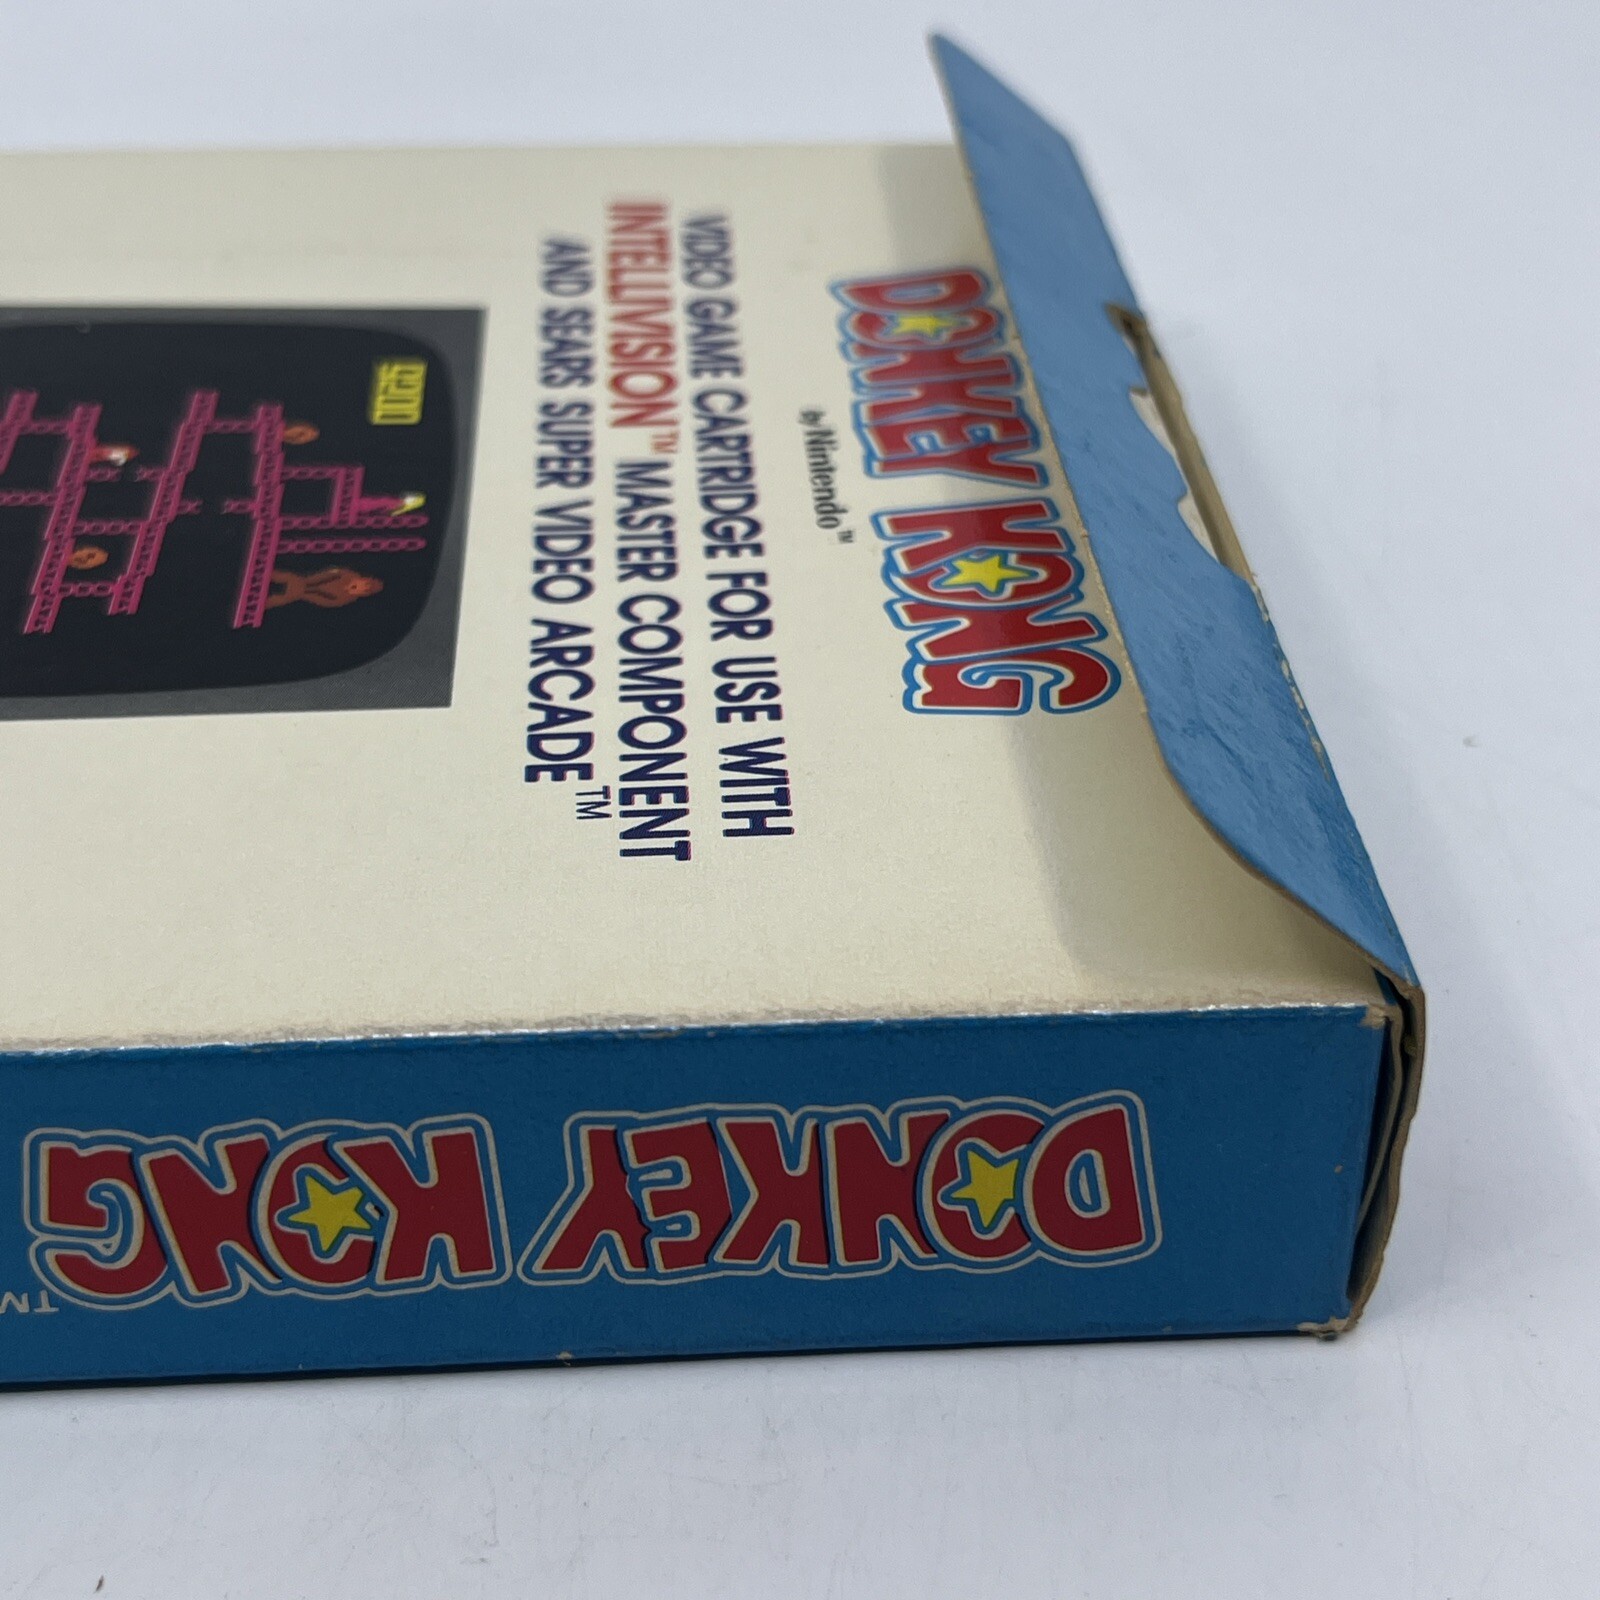 DONKEY KONG
by Nintendo™
VIDEO GAME CARTRIDGE FOR USE WITH
INTELLIVISION™ MASTER COMPONENT
AND SEARS SUPER VIDEO ARCADE™
DONKEY KONG
TM